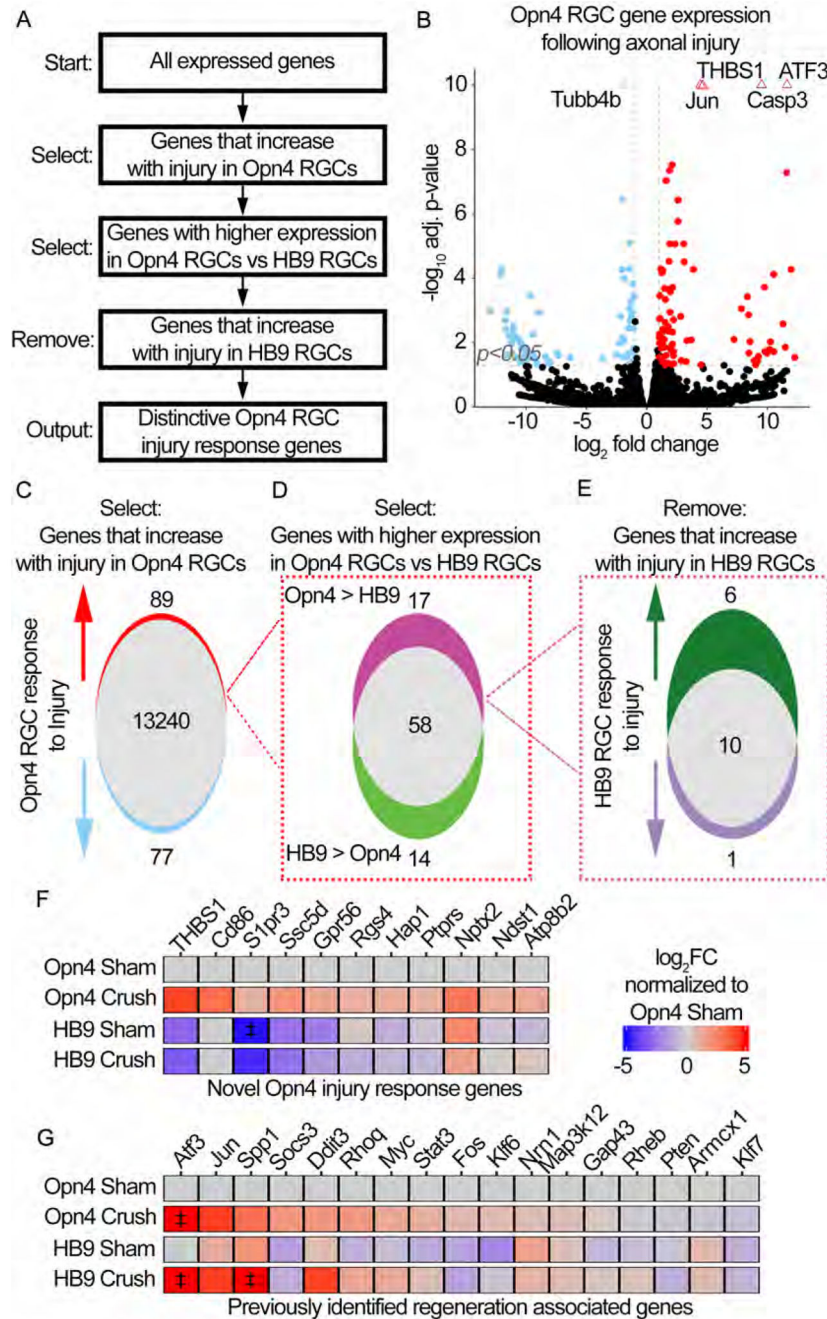 A
Start:
All expressed genes
Select:
Genes that increase
with injury in Opn4 RGCs
Select:
Genes with higher expression
in Opn4 RGCs vs HB9 RGCs
Remove:
Genes that increase
with injury in HB9 RGCs
Output:
Distinctive Opn4 RGC
injury response genes
B
Opn4 RGC gene expression
following axonal injury
THBS1 ATF3
Tubb4b Jun Casp3
10
8
6
4
2
0
-log10 adj. p-value
p<0.05
-10 -5 0 5 10
log2 fold change
C
Select:
Genes that increase
with injury in Opn4 RGCs
89
13240
77
Opn4 RGC response
to Injury
D
Select:
Genes with higher expression
in Opn4 RGCs vs HB9 RGCs
Opn4 > HB9
17
58
HB9 > Opn4
14
E
Remove:
Genes that increase
with injury in HB9 RGCs
6
10
1
HB9 RGC response
to injury
F
THBS1 Cd86 S1pr3 Ssc5d Gpr56 Rgs4 Hap1 Ptprs Nptx2 Ndst1 Atp8b2
Opn4 Sham
Opn4 Crush
HB9 Sham ‡
HB9 Crush
Novel Opn4 injury response genes
log2FC
normalized to
Opn4 Sham
-5 0 5
G
Atf3 Jun Spp1 Socs3 Ddit3 Rhoq Myc Stat3 Fos Klf6 Nrn1 Map3k12 Gap43 Rheb Pten Armcx1 Klf7
Opn4 Sham
Opn4 Crush ‡
HB9 Sham
HB9 Crush ‡ ‡
Previously identified regeneration associated genes